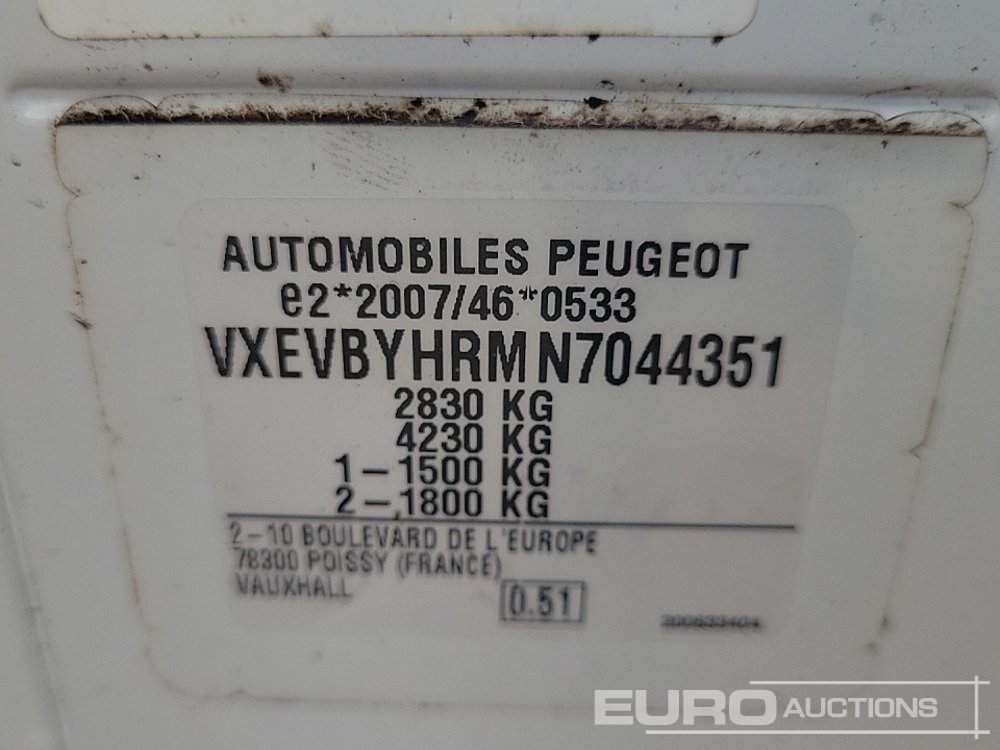 AUTOMOBILES PEUGEOT
e2*2007/46*0533
VXEVBYHRMN7044351
2830 KG
4230 KG
1-1500 KG
2-1800 KG
2-10 BOULEVARD DE L'EUROPE
78300 POISSY (FRANCE)
VAUXHALL
0.51
EURO AUCTIONS